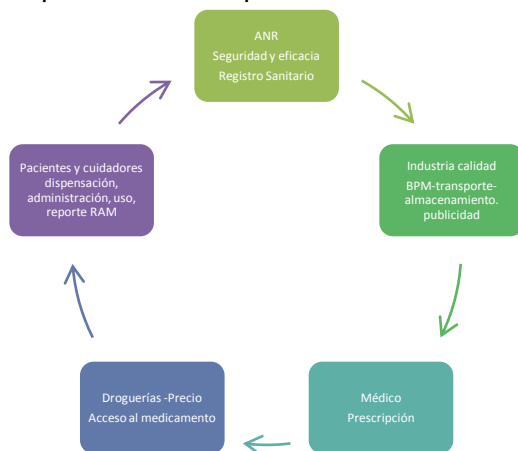 ANR
Seguridad y eficacia
Registro Sanitario
Industria calidad
BPM-transporte-
almacenamiento.
publicidad
Médico
Prescripción
Droguerías -Precio
Acceso al medicamento
Pacientes y cuidadores
dispensación,
administración, uso,
reporte RAM